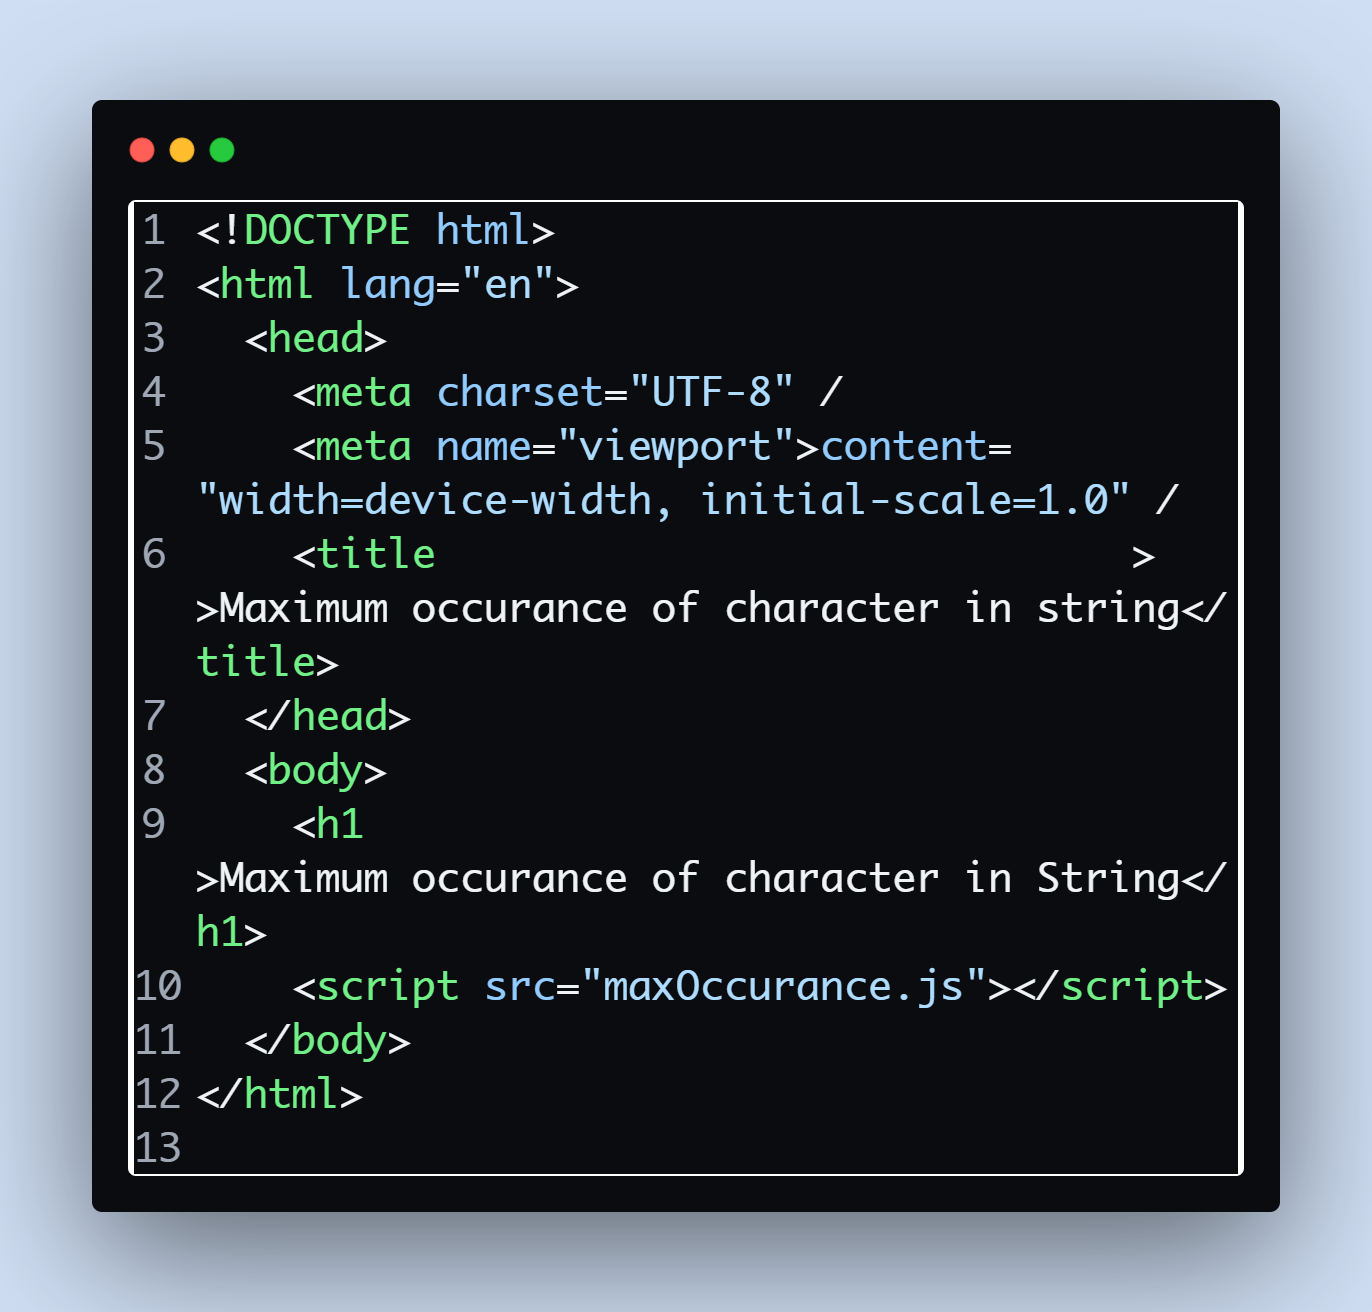 1 <!DOCTYPE html>
2 <html lang="en">
3   <head>
4     <meta charset="UTF-8" /
5     <meta name="viewport">content=
"width=device-width, initial-scale=1.0" /
6     <title                             >
>Maximum occurance of character in string</
title>
7   </head>
8   <body>
9     <h1
>Maximum occurance of character in String</
h1>
10     <script src="maxOccurance.js"></script>
11   </body>
12 </html>
13